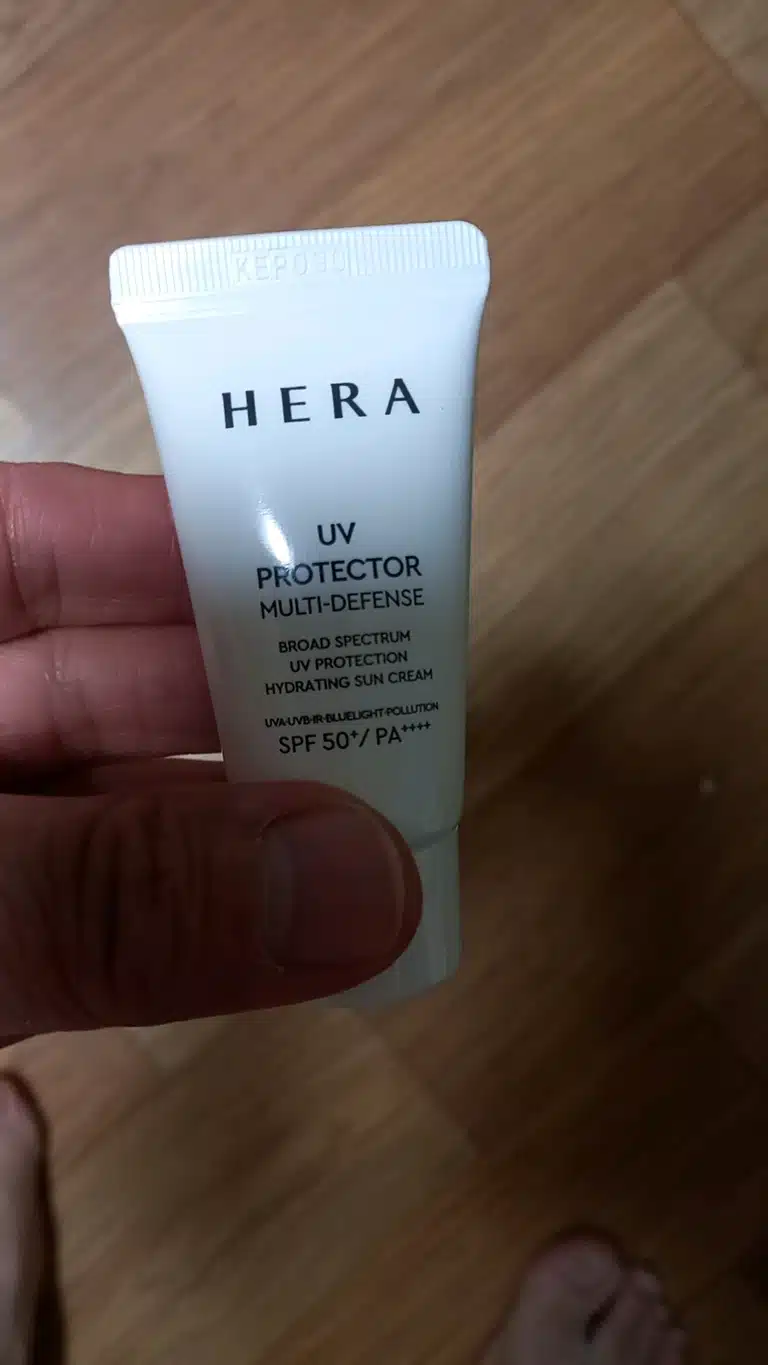 HERA
UV
PROTECTOR
MULTI-DEFENSE
BROAD SPECTRUM
UV PROTECTION
HYDRATING SUN CREAM
UVA·UVB·IR·BLUELIGHT·POLLUTION
SPF 50+/ PA++++